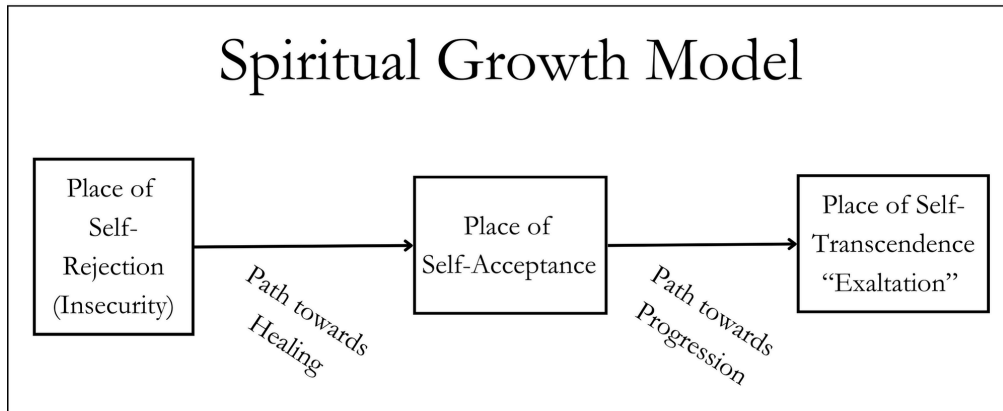 Spiritual Growth Model
Place of
Self-
Rejection
(Insecurity)
Path towards
Healing
Place of
Self-Acceptance
Path towards
Progression
Place of Self-
Transcendence
“Exaltation”